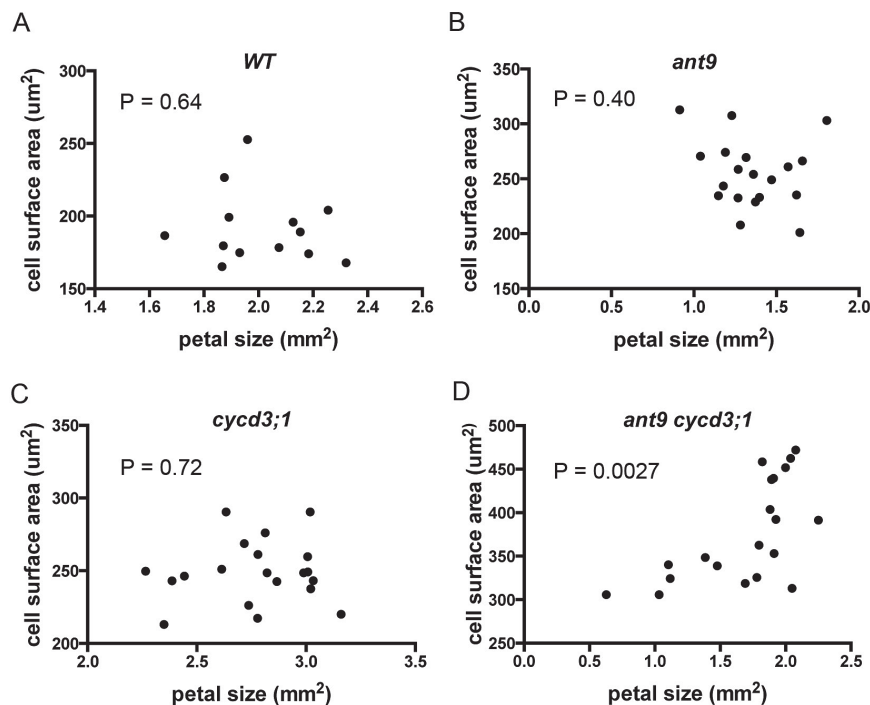 A
WT
P = 0.64
cell surface area (um²)
300
250
200
150
1.4 1.6 1.8 2.0 2.2 2.4 2.6
petal size (mm²)
B
ant9
P = 0.40
cell surface area (um²)
350
300
250
200
150
0.0 0.5 1.0 1.5 2.0
petal size (mm²)
C
cycd3;1
P = 0.72
cell surface area (um²)
350
300
250
200
2.0 2.5 3.0 3.5
petal size (mm²)
D
ant9 cycd3;1
P = 0.0027
cell surface area (um²)
500
450
400
350
300
250
0.0 0.5 1.0 1.5 2.0 2.5
petal size (mm²)